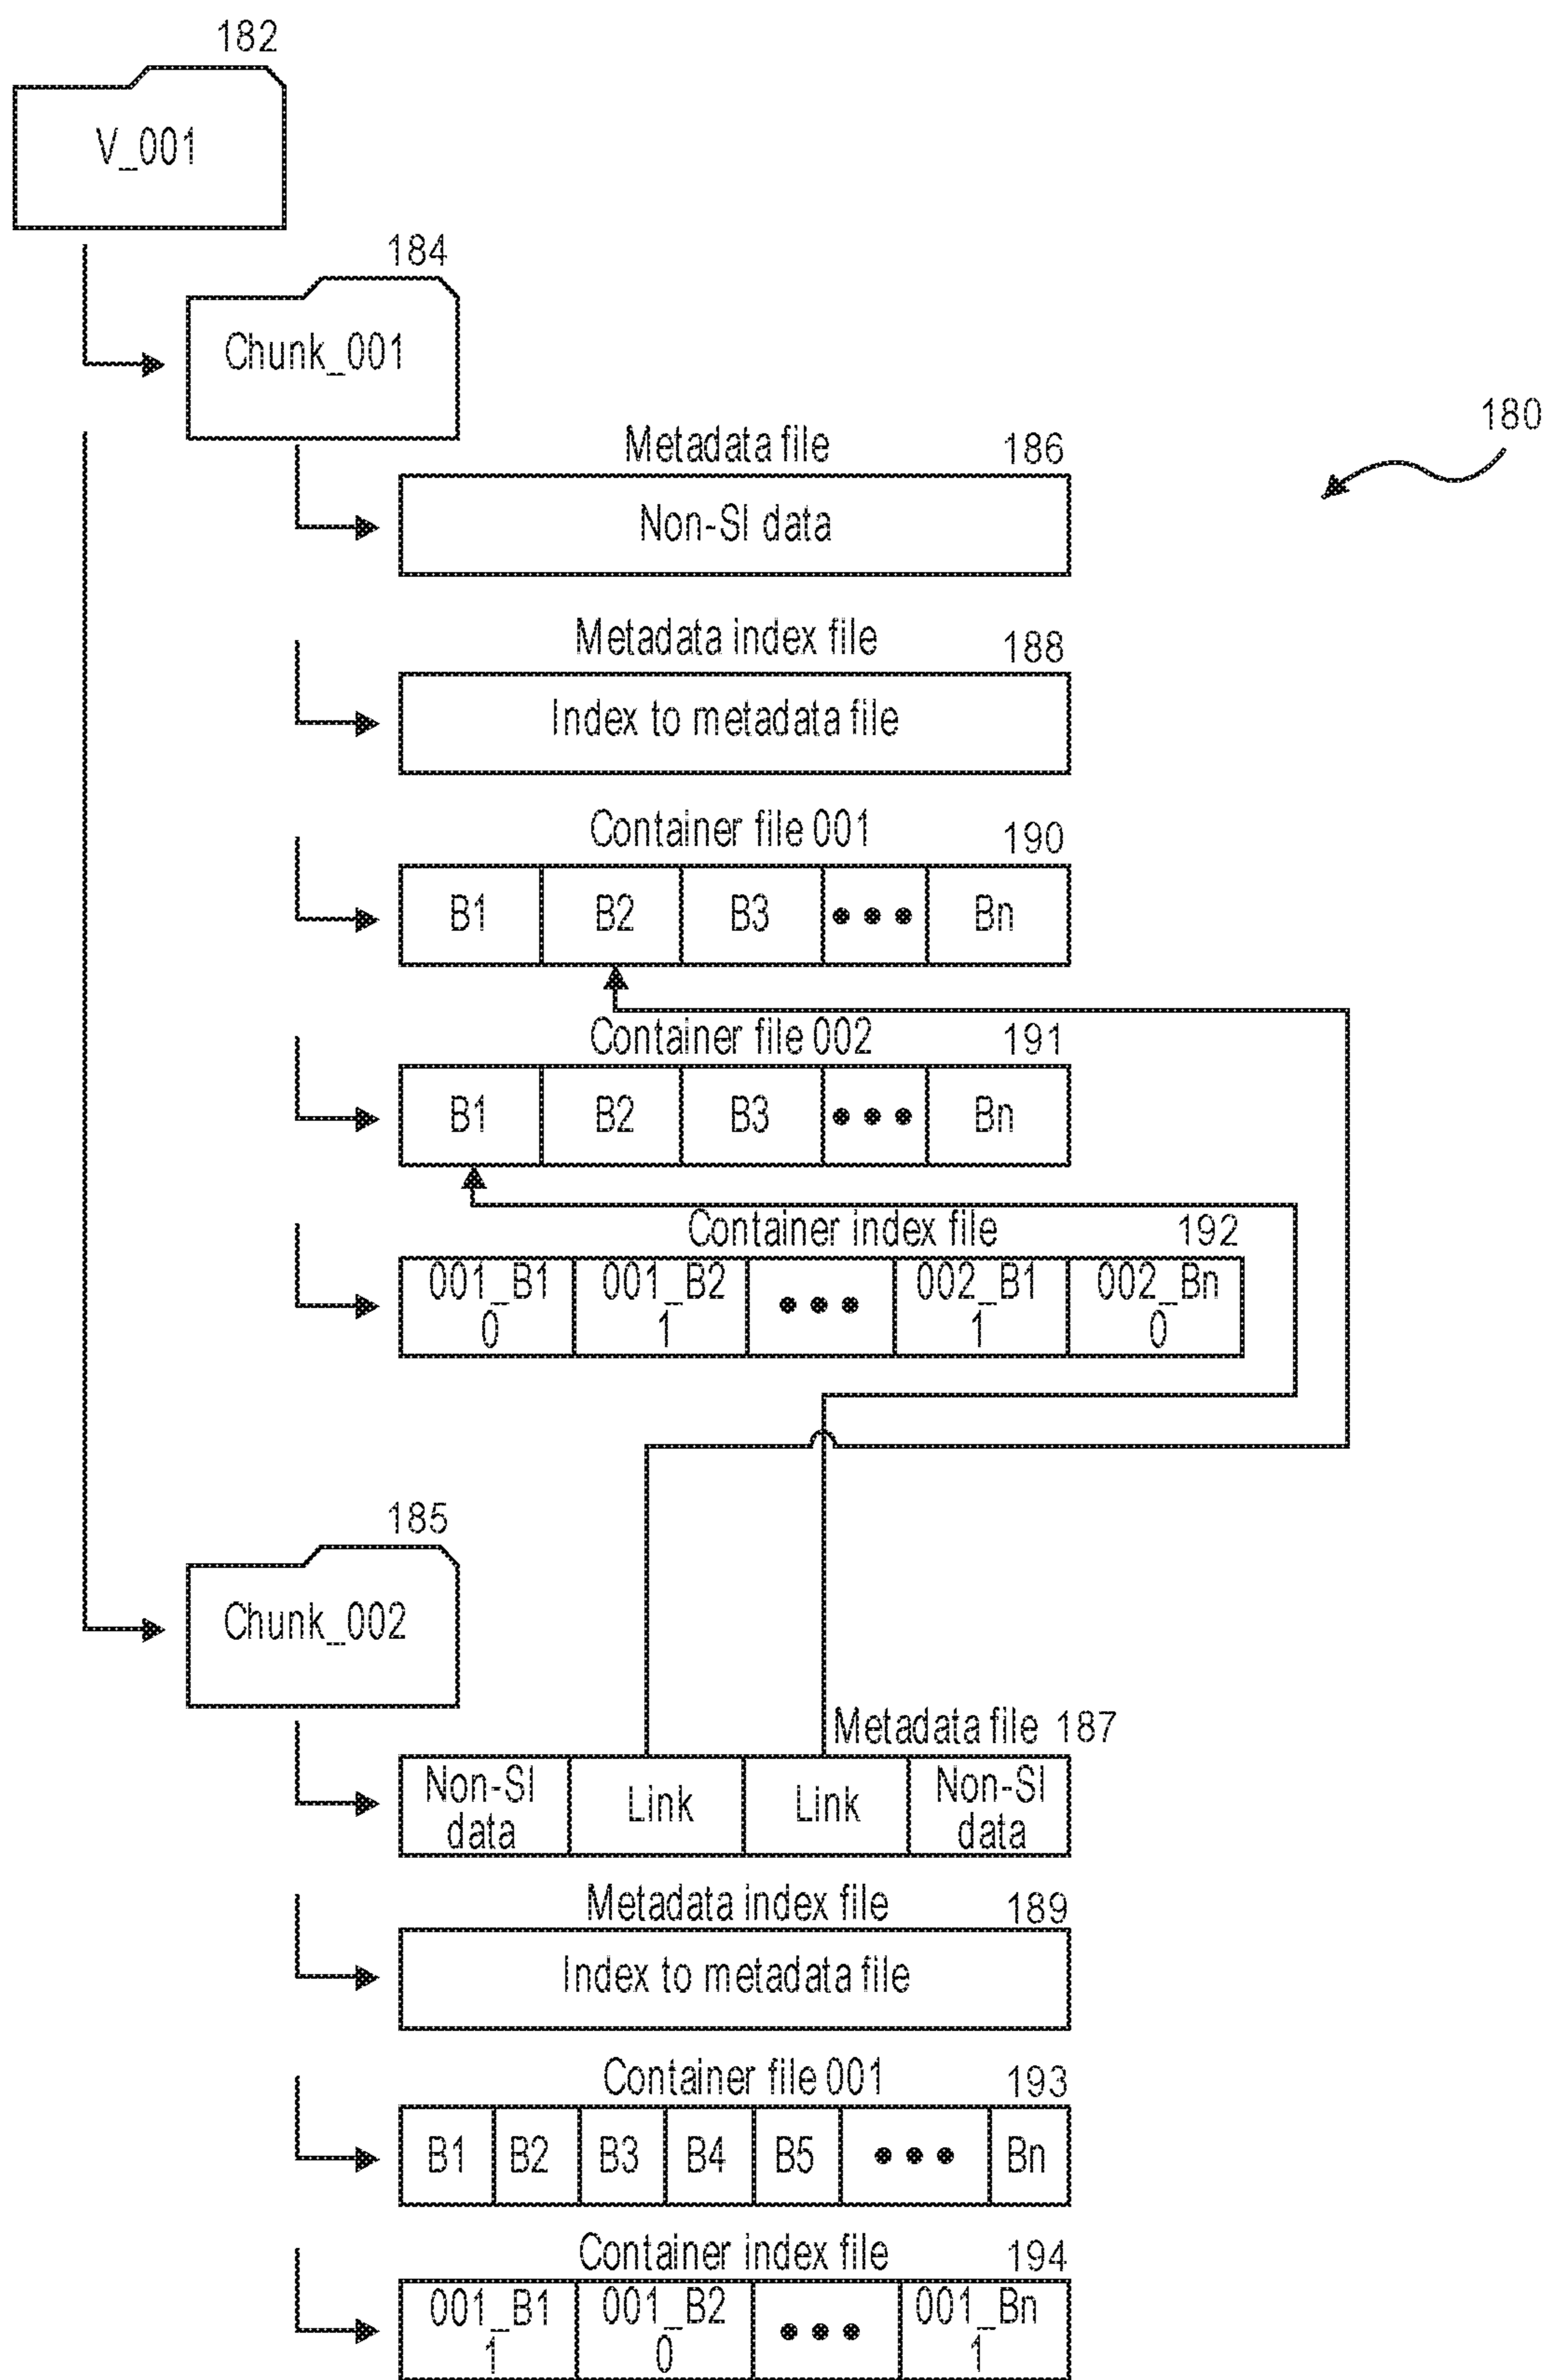 182
V_001
184
Chunk_001
180
Metadata file 186
Non-SI data
Metadata index file 188
Index to metadata file
Container file 001 190
B1 B2 B3 ••• Bn
Container file 002 191
B1 B2 B3 ••• Bn
Container index file 192
001_B1 001_B2 ••• 002_B1 002_Bn
0 1 1 0
185
Chunk_002
Metadata file 187
Non-SI Link Link Non-SI
data data
Metadata index file 189
Index to metadata file
Container file 001 193
B1 B2 B3 B4 B5 ••• Bn
Container index file 194
001_B1 001_B2 ••• 001_Bn
1 0 1